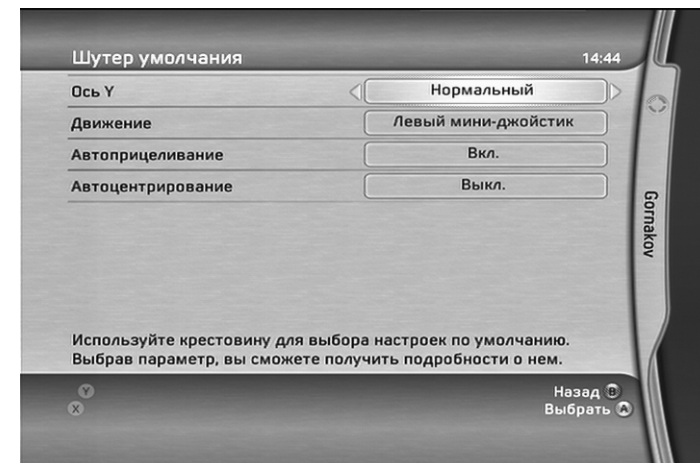 Шутер умолчания 14:44
Ось Y Нормальный
Движение Левый мини-джойстик
Автоприцеливание Вкл.
Автоцентрирование Выкл.
Gornakov
Используйте крестовину для выбора настроек по умолчанию.
Выбрав параметр, вы сможете получить подробности о нем.
Y Назад B
X Выбрать A